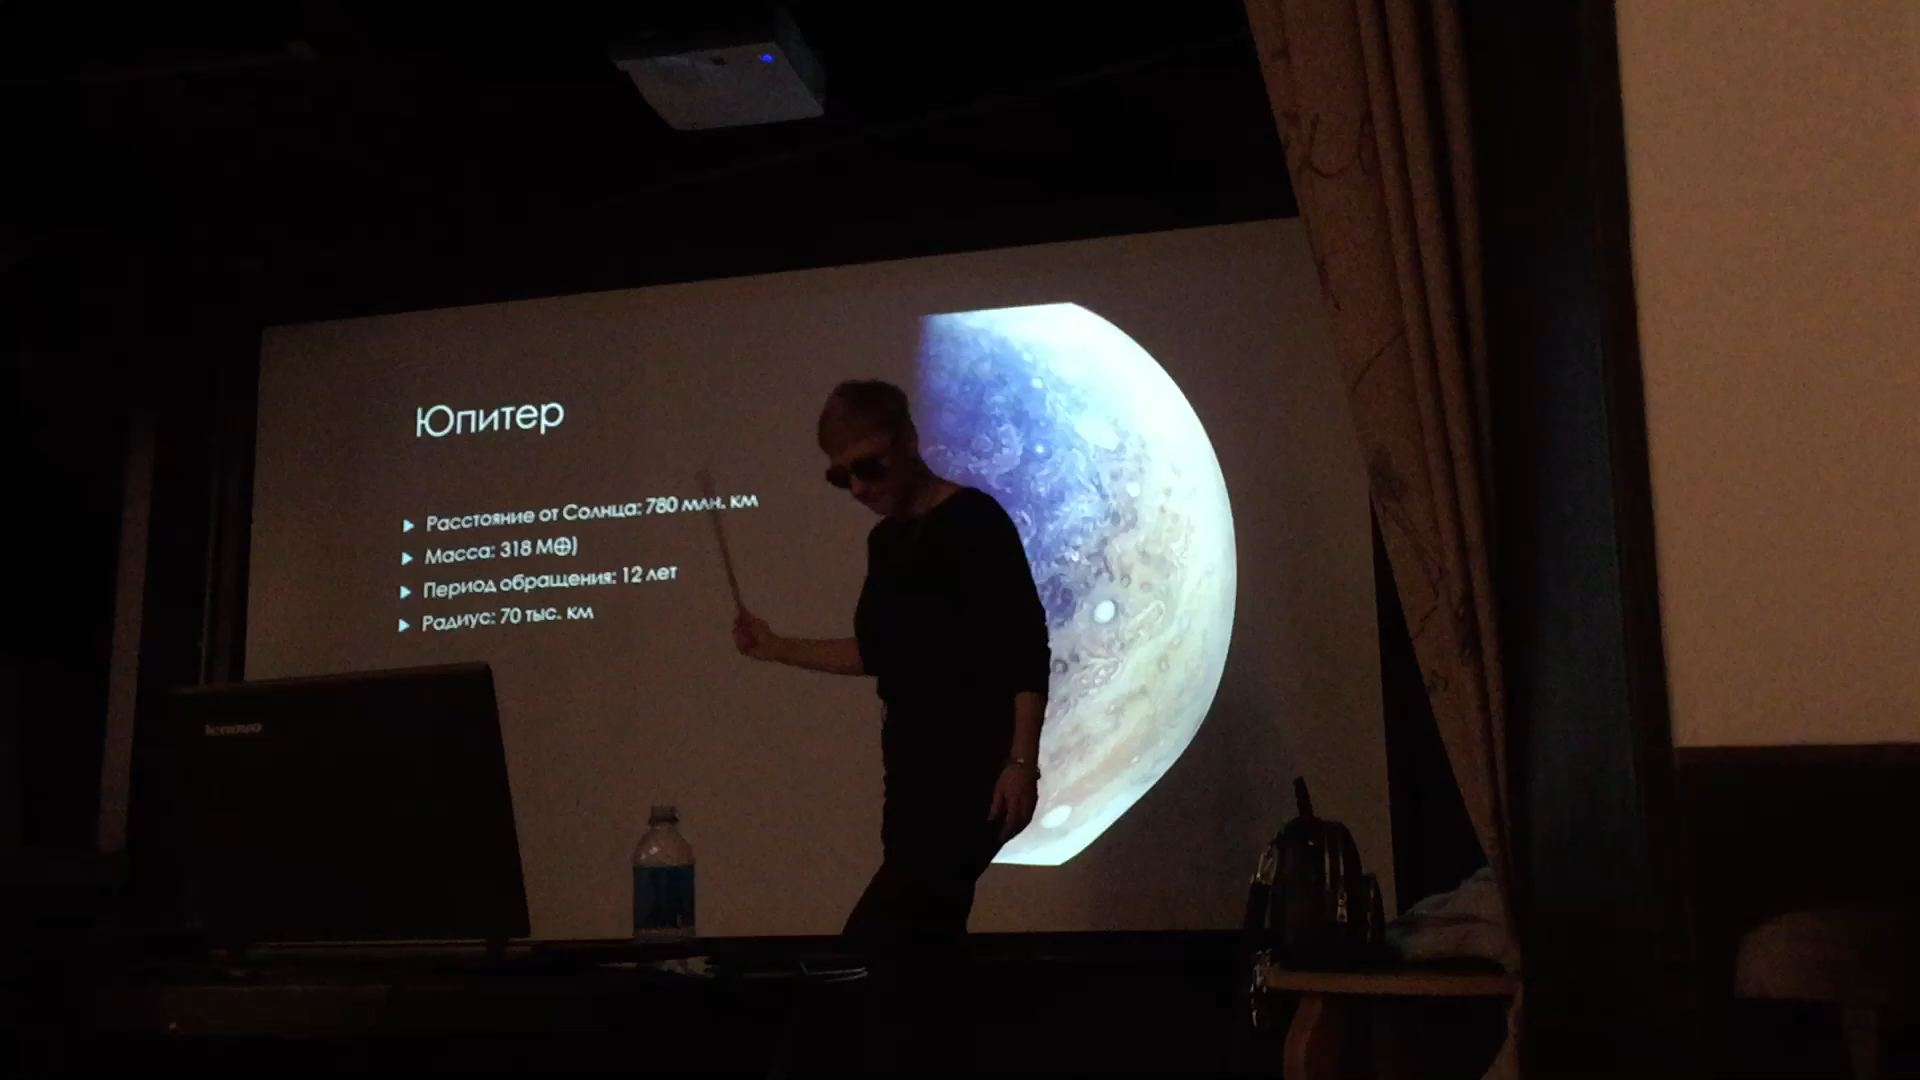 Юпитер
Расстояние от Солнца: 780 млн. км
Масса: 318 M⊕)
Период обращения: 12 лет
Радиус: 70 тыс. км
lenovo